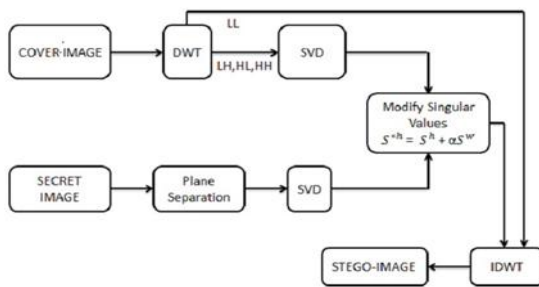 LL
COVER IMAGE
DWT
SVD
LH,HL,HH
Modify Singular
Values
S*ʰ = Sʰ + αSʷ
SECRET
IMAGE
Plane
Separation
SVD
STEGO-IMAGE
IDWT